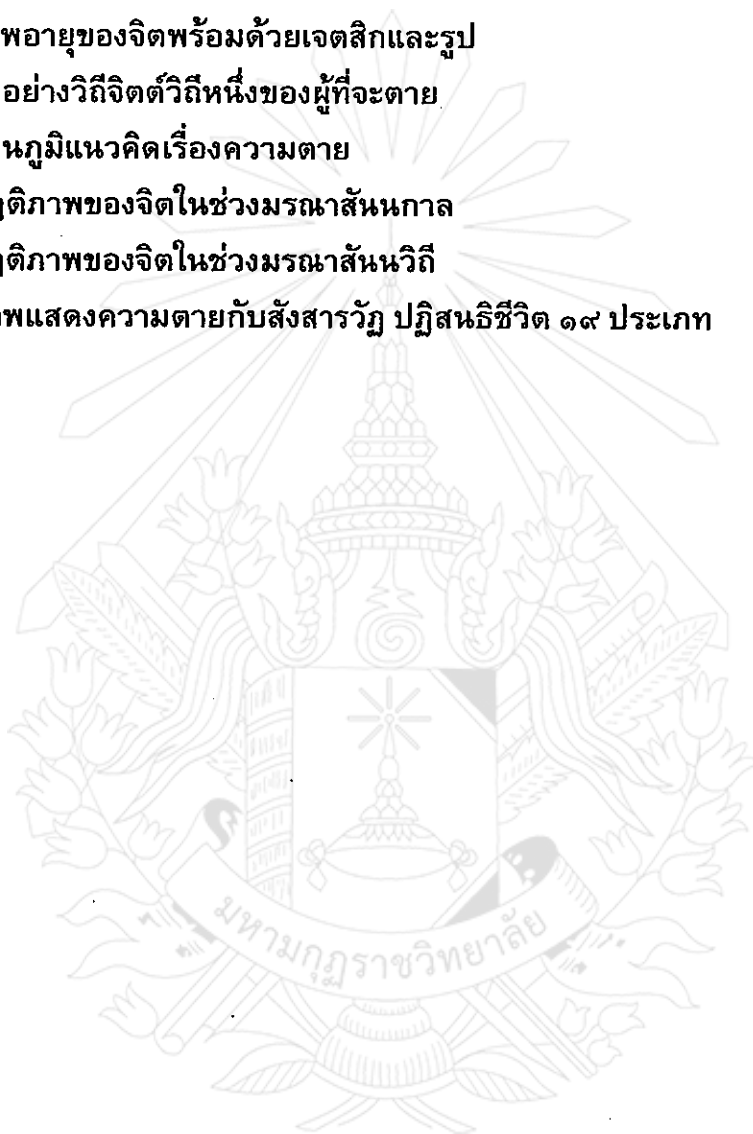 พอายุของจิตพร้อมด้วยเจตสิกและรูป
อย่างวิถีจิตต์วิถีหนึ่งของผู้ที่จะตาย
นภูมิแนวคิดเรื่องความตาย
ติภาพของจิตในช่วงมรณาสันนกาล
ติภาพของจิตในช่วงมรณาสันนวิถี
พแสดงความตายกับสังสารวัฏ ปฏิสนธิชีวิต ๑๙ ประเภท
มหามกุฏราชวิทยาลัย